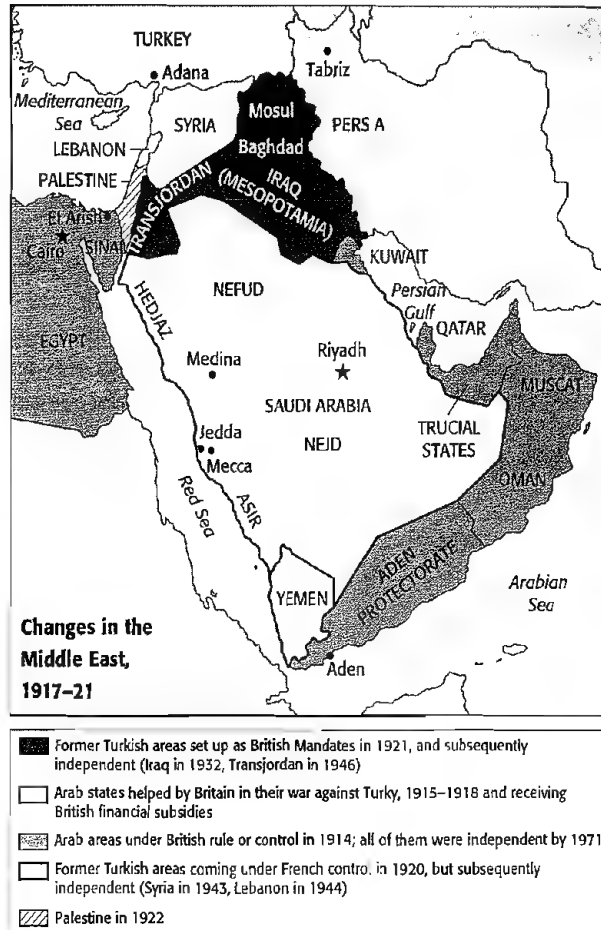 TURKEY
Adana
Tabriz
Mediterranean
Sea
SYRIA
Mosul
PERS A
LEBANON
Baghdad
PALESTINE
IRAQ
(MESOPOTAMIA)
TRANSJORDAN
El Arish
Cairo
SINAI
KUWAIT
NEFUD
Persian
Gulf
HEDJAZ
QATAR
EGYPT
Medina
Riyadh
MUSCAT
SAUDI ARABIA
TRUCIAL
STATES
NEJD
Jedda
Mecca
OMAN
Red Sea
ASIR
ADEN
PROTECTORATE
YEMEN
Arabian
Sea
Aden
Changes in the
Middle East,
1917–21
Former Turkish areas set up as British Mandates in 1921, and subsequently
independent (Iraq in 1932, Transjordan in 1946)
Arab states helped by Britain in their war against Turky, 1915–1918 and receiving
British financial subsidies
Arab areas under British rule or control in 1914; all of them were independent by 1971
Former Turkish areas coming under French contro. in 1920, but subsequently
independent (Syria in 1943, Lebanon in 1944)
Palestine in 1922